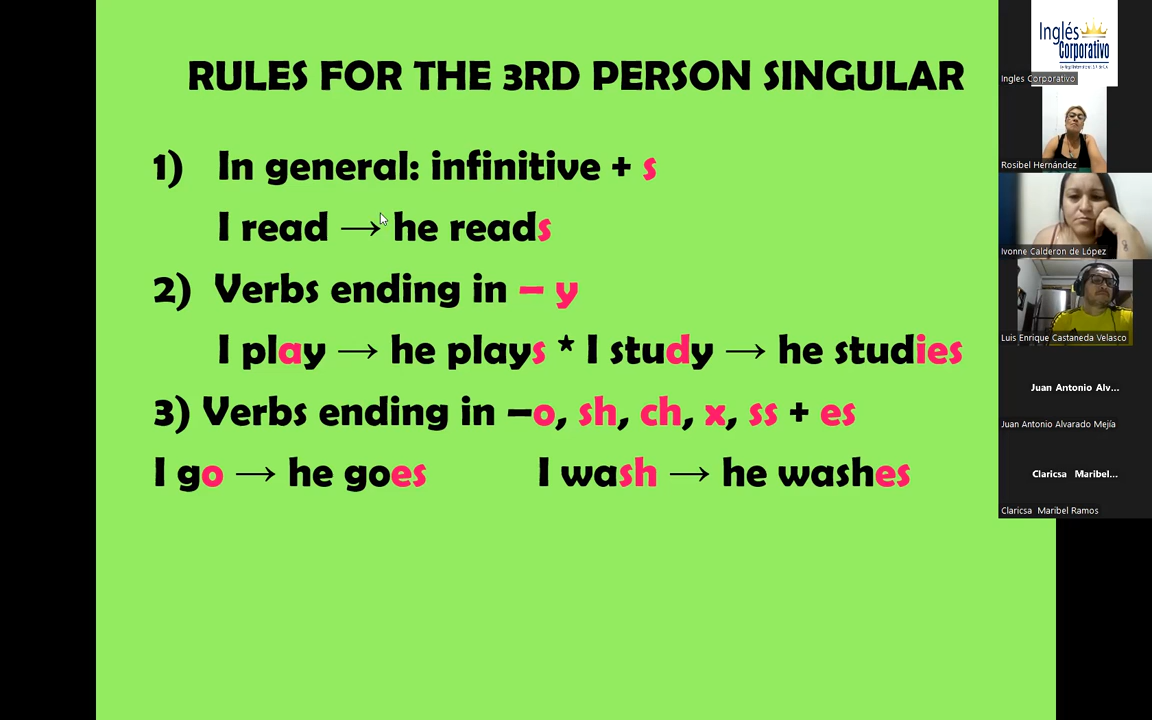 RULES FOR THE 3RD PERSON SINGULAR
1) In general: infinitive + s
I read → he reads
2) Verbs ending in – y
I play → he plays * I study → he studies
3) Verbs ending in –o, sh, ch, x, ss + es
I go → he goes I wash → he washes
Inglés
Corporativo
Ingles Corporativo
Rosibel Hernández
Ivonne Calderon de López
Luis Enrique Castaneda Velasco
Juan Antonio Alv...
Juan Antonio Alvarado Mejía
Claricsa Maribel...
Claricsa Maribel Ramos